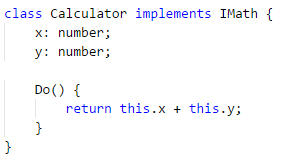 class Calculator implements IMath {
    x: number;
    y: number;

    Do() {
        return this.x + this.y;
    }
}